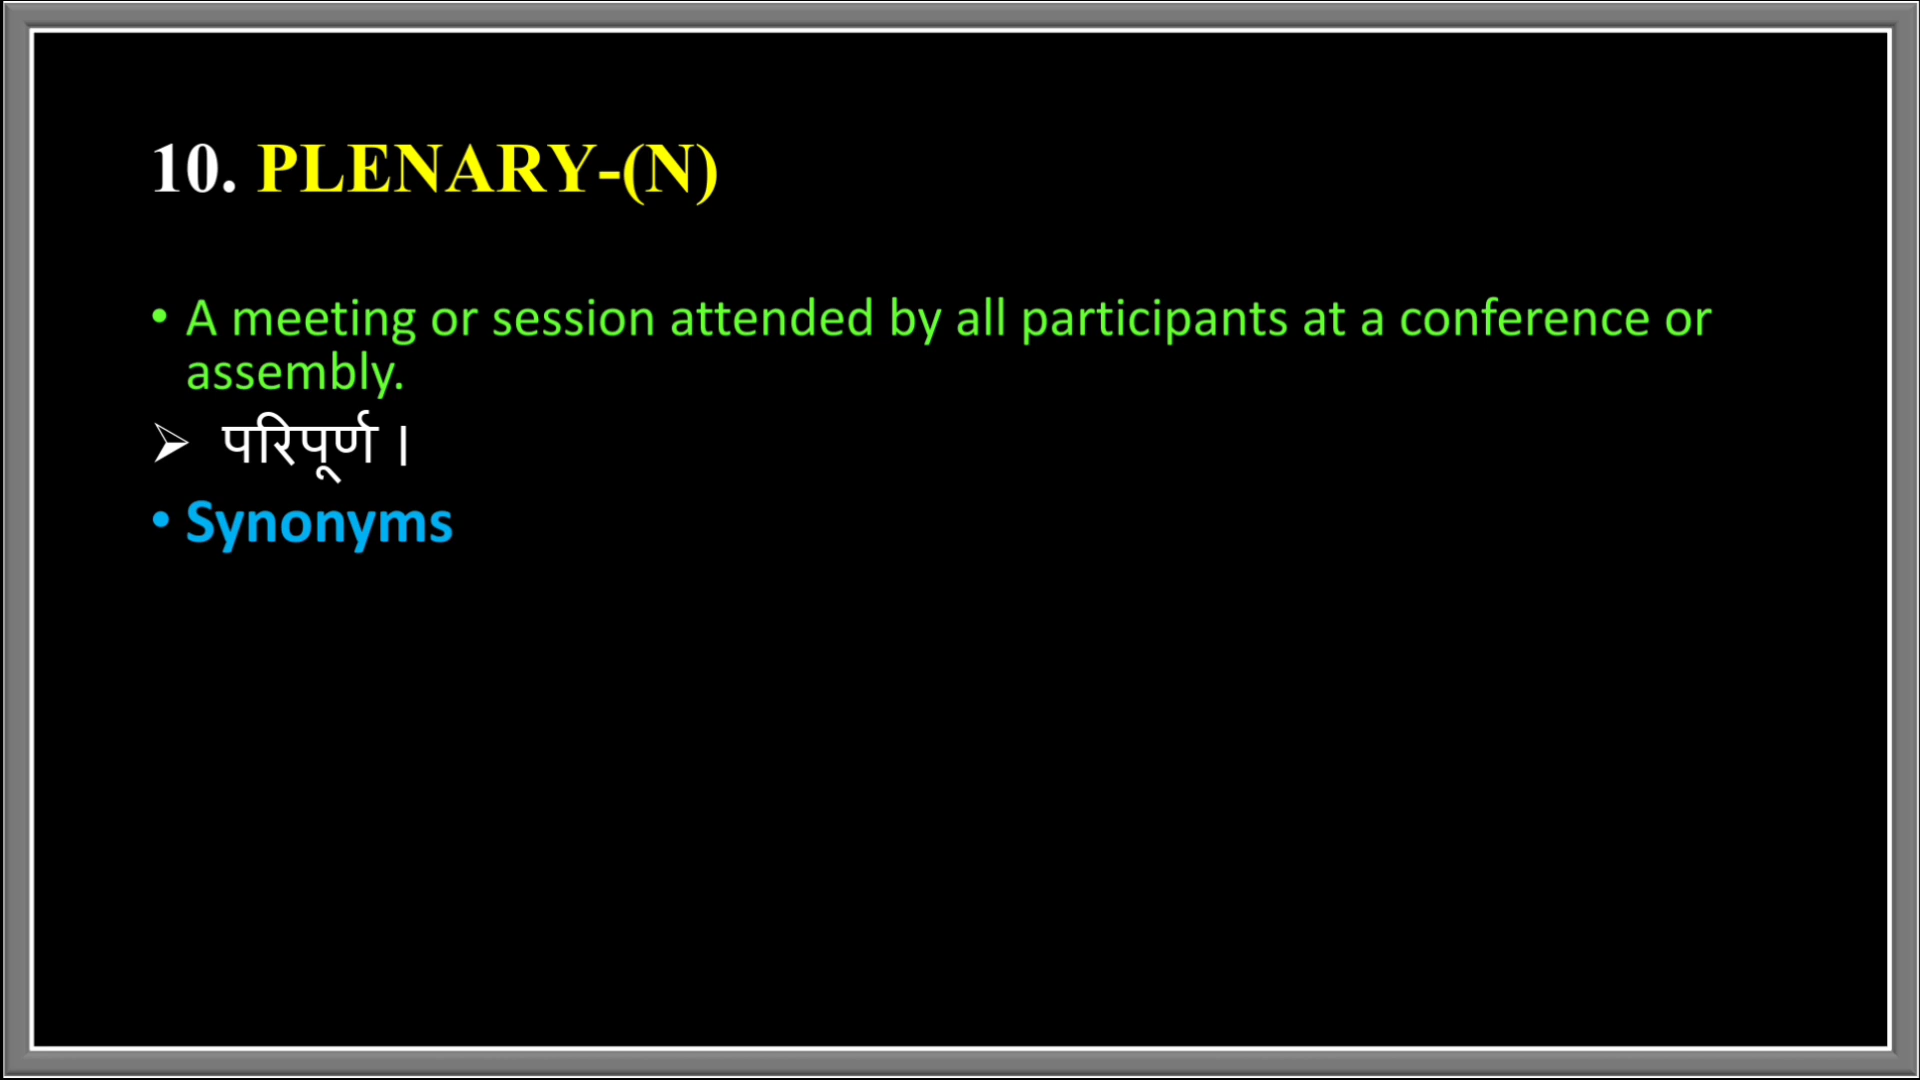 10. PLENARY-(N)
• A meeting or session attended by all participants at a conference or
assembly.
➢ परिपूर्ण ।
• Synonyms